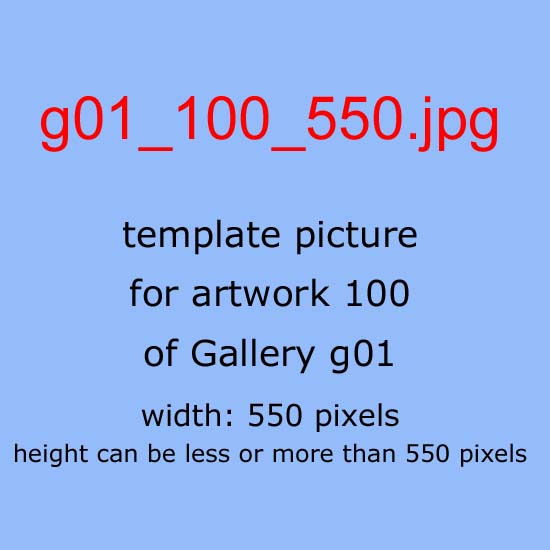 g01_100_550.jpg
template picture
for artwork 100
of Gallery g01
width: 550 pixels
height can be less or more than 550 pixels